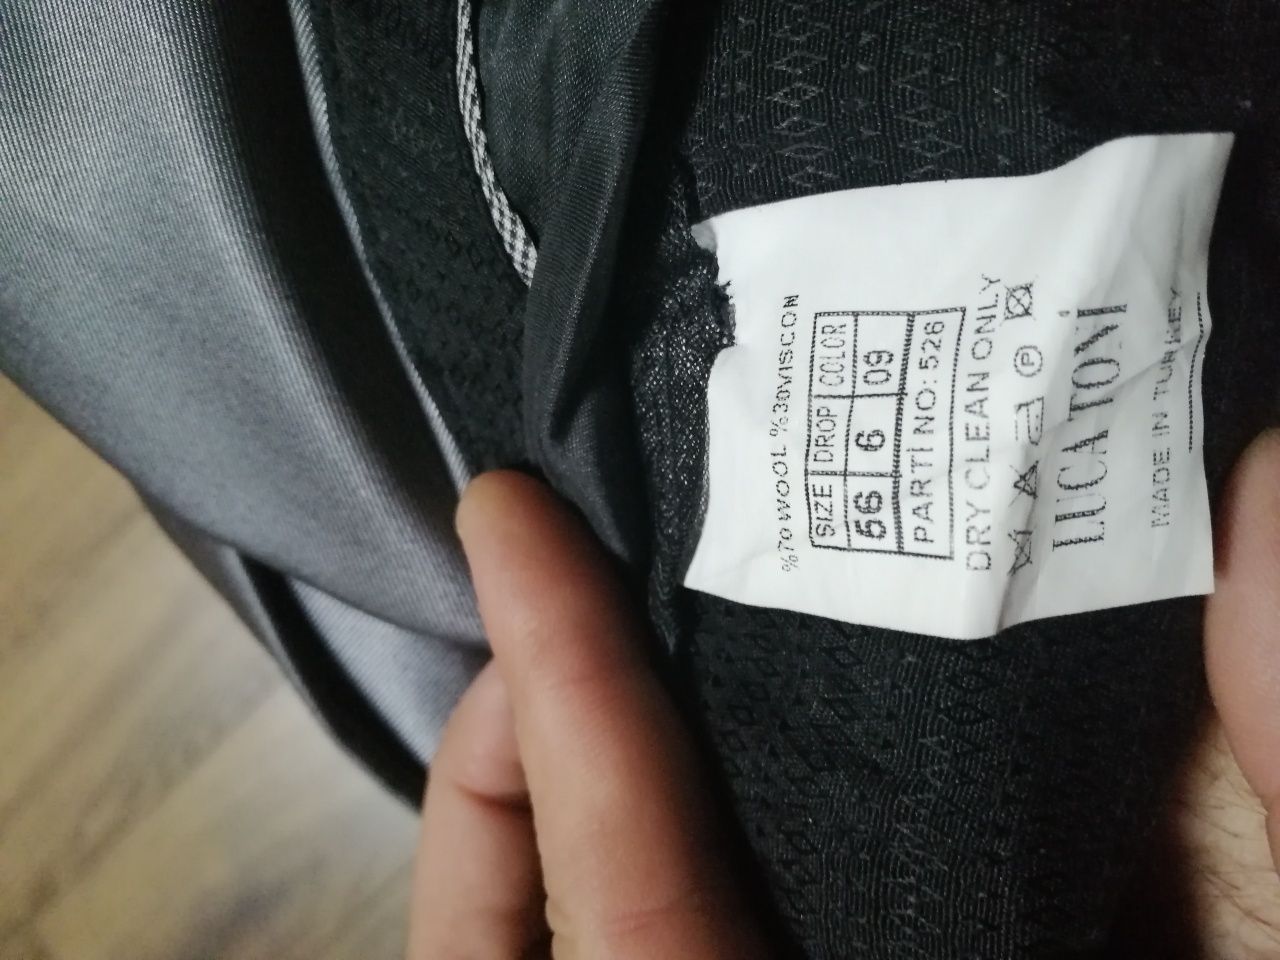 %70 WOOL %30VISCON
SIZE DROP COLOR
56 6 09
PARTI NO: 526
DRY CLEAN ONLY
P
LUCA TONi
MADE IN TURKEY